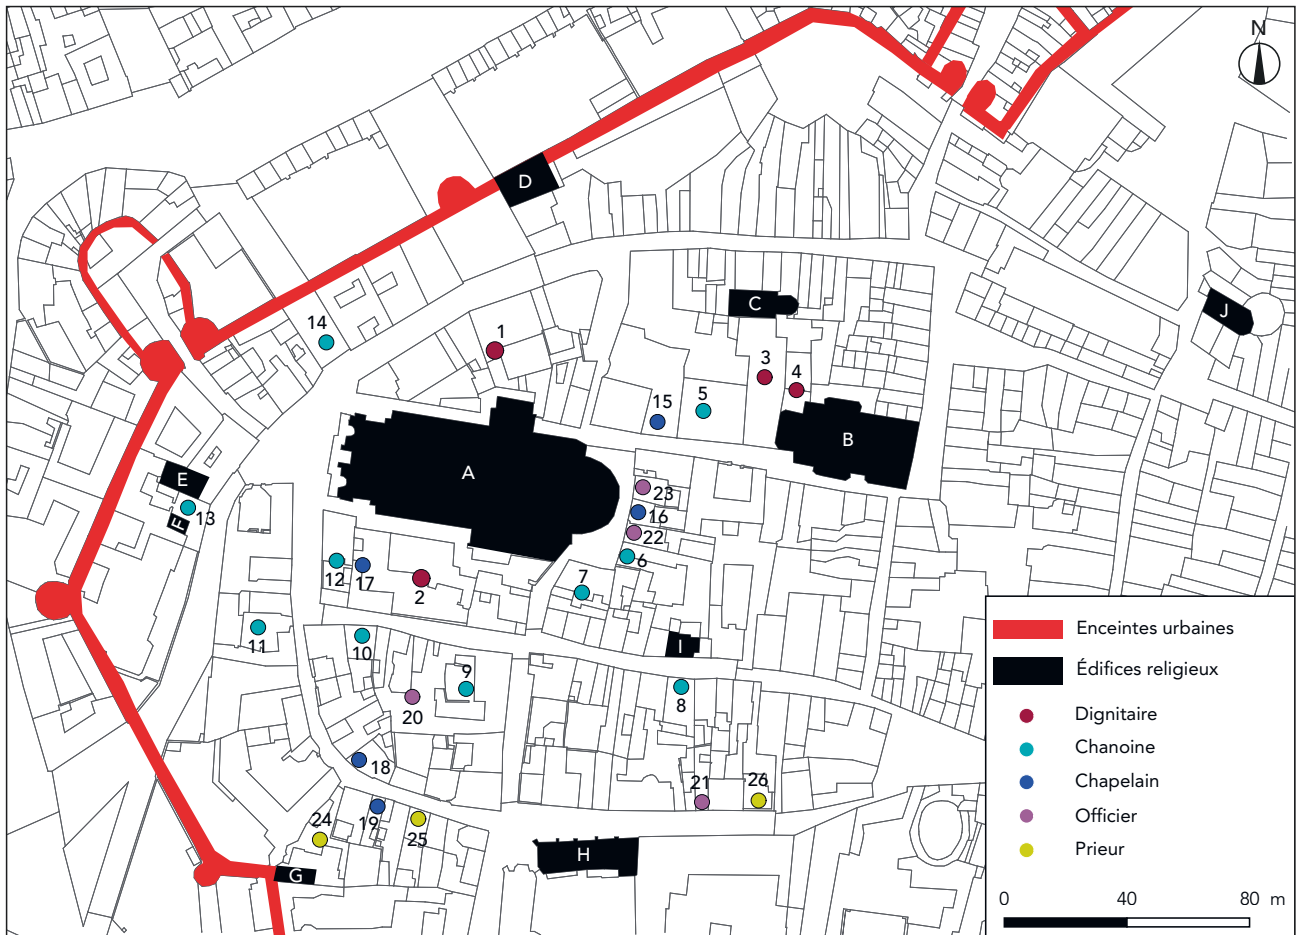 N
D
C
J
14
1
3
4
5
15
B
A
E
13
F
23
16
22
6
7
12
17
2
11
10
I
9
20
8
18
21
26
19
24
25
G
H
Enceintes urbaines
Édifices religieux
Dignitaire
Chanoine
Chapelain
Officier
Prieur
0 40 80 m